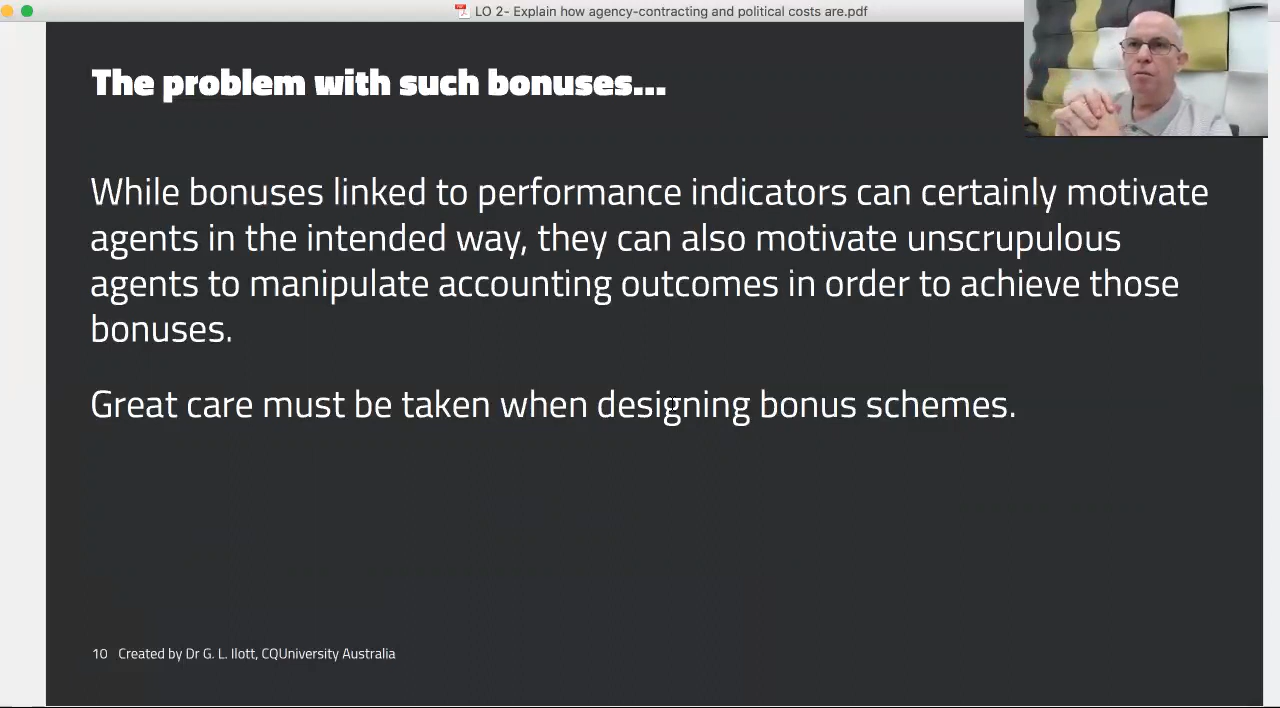 LO 2- Explain how agency-contracting and political costs are.pdf
The problem with such bonuses...
While bonuses linked to performance indicators can certainly motivate
agents in the intended way, they can also motivate unscrupulous
agents to manipulate accounting outcomes in order to achieve those
bonuses.
Great care must be taken when designing bonus schemes.
10 Created by Dr G. L. Ilott, CQUniversity Australia